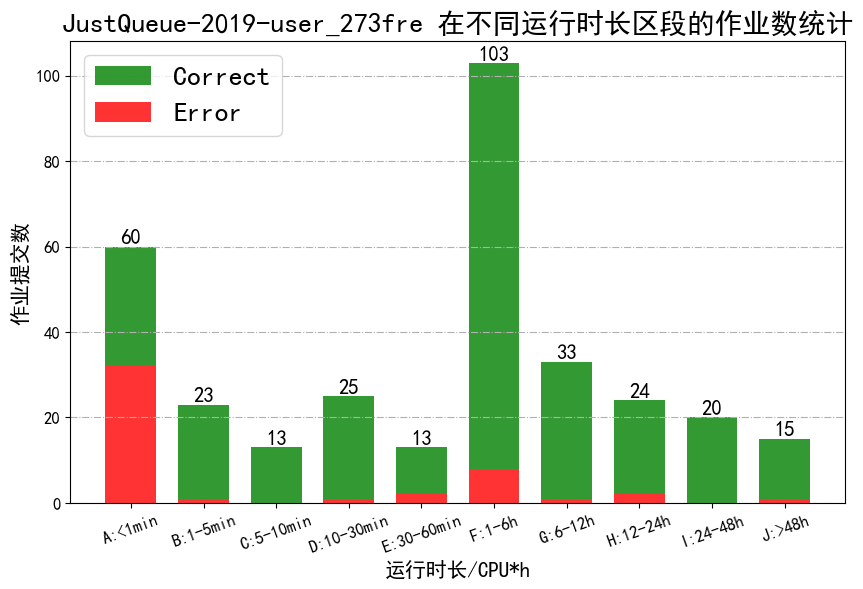 JustQueue-2019-user_273fre 在不同运行时长区段的作业数统计
Correct
Error
作业提交数
100
80
60
40
20
0
60
23
13
25
13
103
33
24
20
15
A:<1min
B:1-5min
C:5-10min
D:10-30min
E:30-60min
F:1-6h
G:6-12h
H:12-24h
I:24-48h
J:>48h
运行时长/CPU*h